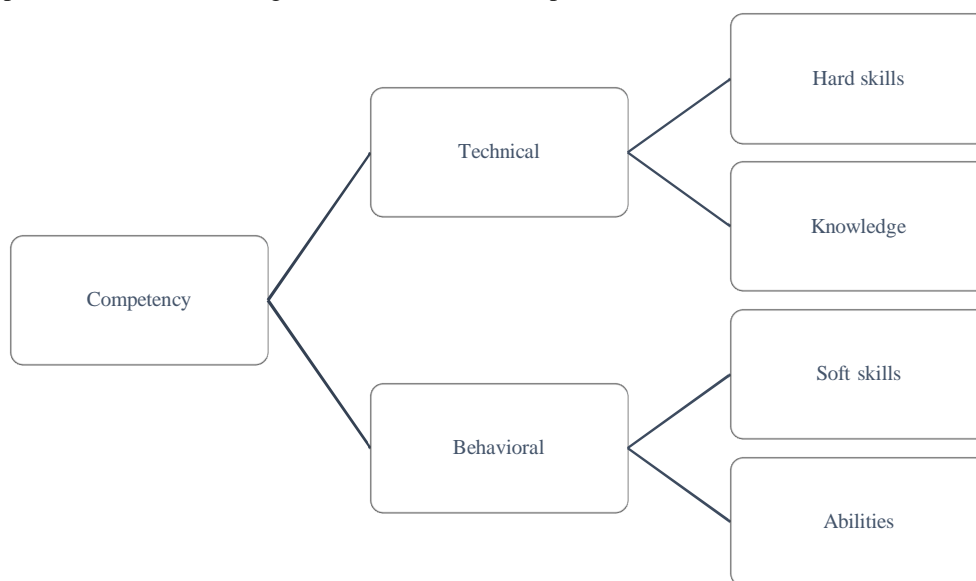 Hard skills
Technical
Knowledge
Competency
Soft skills
Behavioral
Abilities